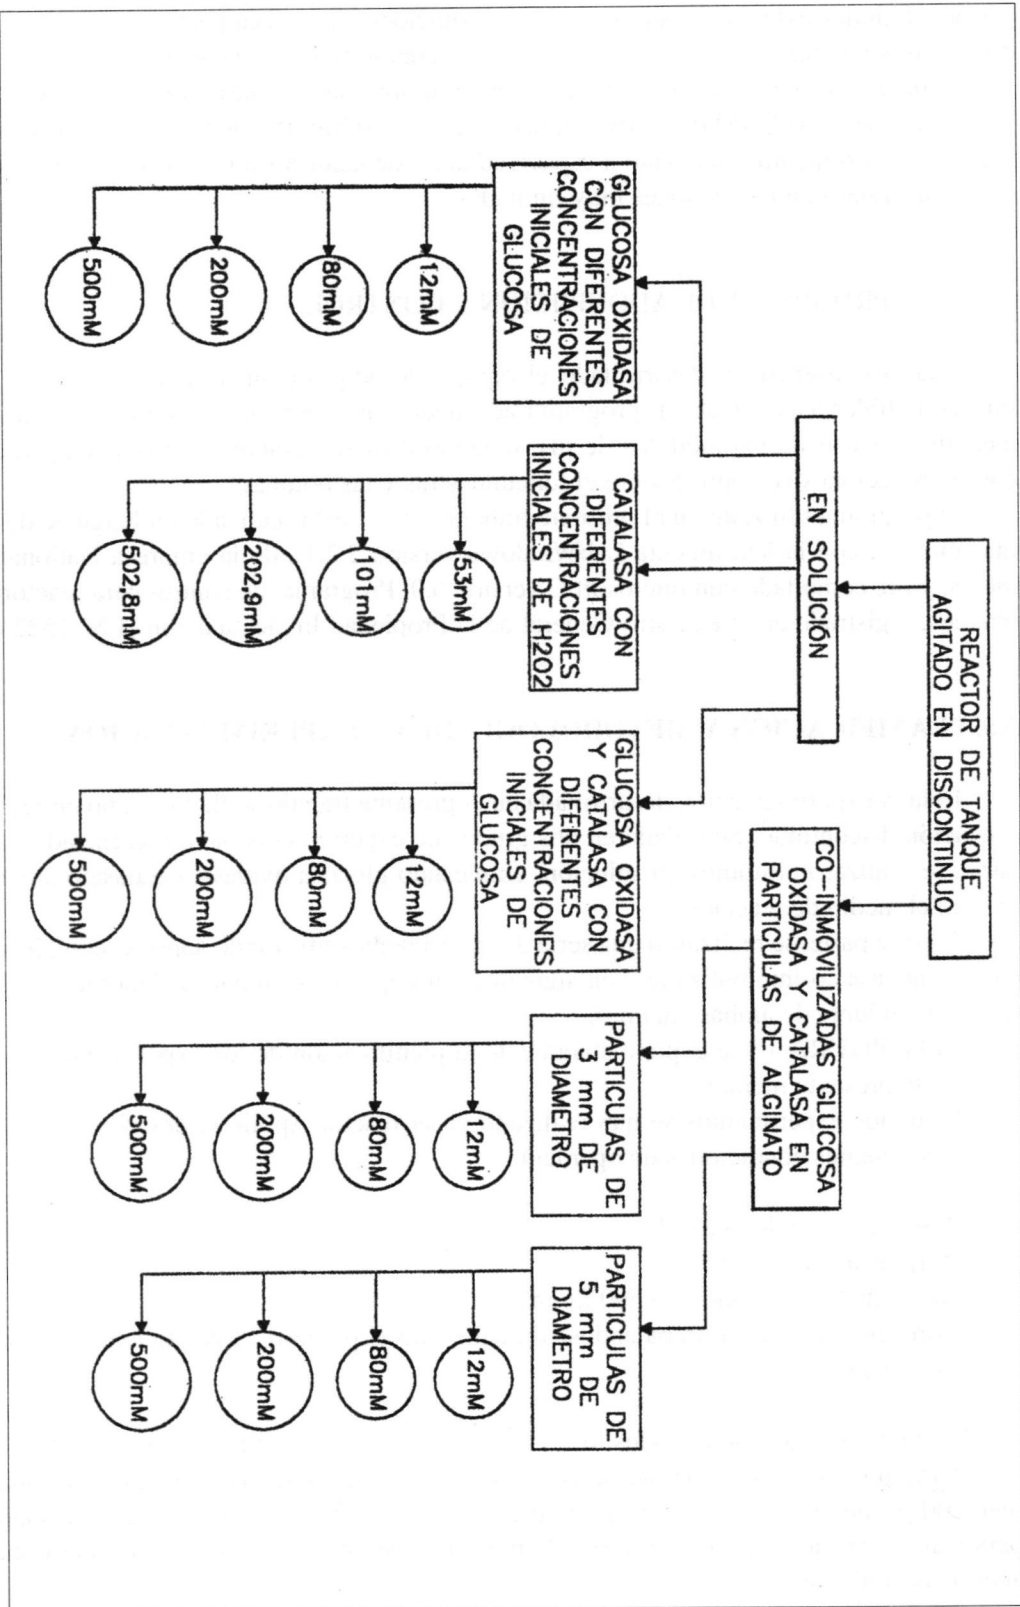 REACTOR DE TANQUE
AGITADO EN DISCONTINUO
EN SOLUCIÓN
CO-INMOVILIZADAS GLUCOSA
OXIDASA Y CATALASA EN
PARTICULAS DE ALGINATO
GLUCOSA OXIDASA
CON DIFERENTES
CONCENTRACIONES
INICIALES DE
GLUCOSA
12mM
80mM
200mM
500mM
CATALASA CON
DIFERENTES
CONCENTRACIONES
INICIALES DE H2O2
53mM
101mM
202,9mM
502,8mM
GLUCOSA OXIDASA
Y CATALASA CON
DIFERENTES
CONCENTRACIONES
INICIALES DE
GLUCOSA
12mM
80mM
200mM
500mM
PARTICULAS DE
3 mm DE
DIAMETRO
12mM
80mM
200mM
500mM
PARTICULAS DE
5 mm DE
DIAMETRO
12mM
80mM
200mM
500mM